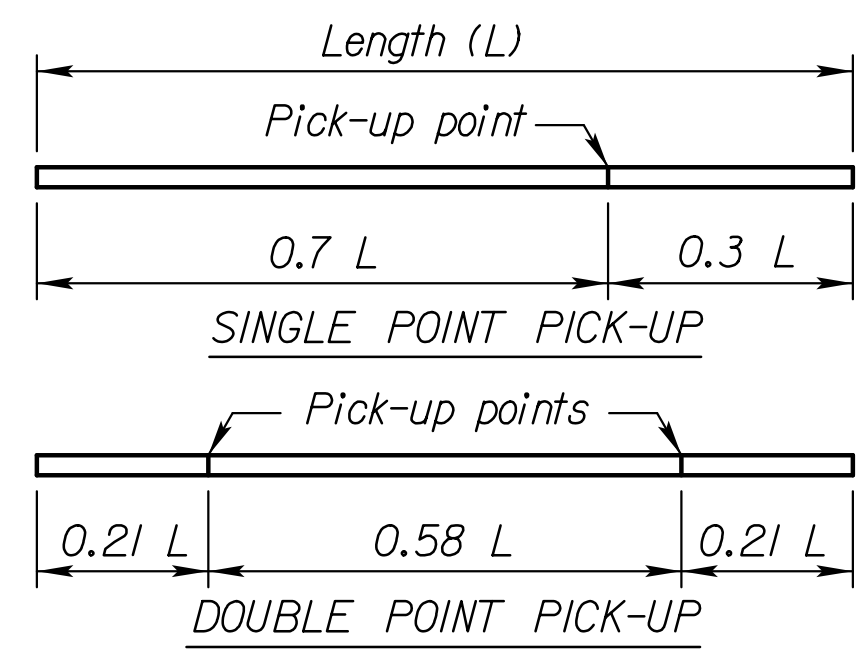 Length (L)
Pick-up point
0.7 L
0.3 L
SINGLE POINT PICK-UP
Pick-up points
0.21 L
0.58 L
0.21 L
DOUBLE POINT PICK-UP